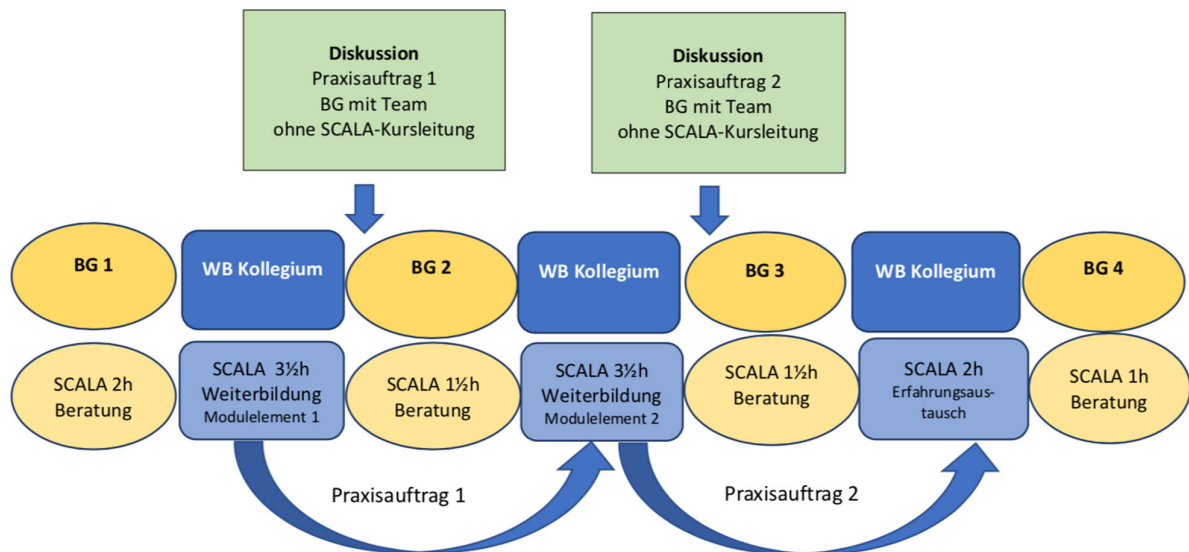 Diskussion
Praxisauftrag 1
BG mit Team
ohne SCALA-Kursleitung
Diskussion
Praxisauftrag 2
BG mit Team
ohne SCALA-Kursleitung
BG 1
WB Kollegium
BG 2
WB Kollegium
BG 3
WB Kollegium
BG 4
SCALA 2h
Beratung
SCALA 3½h
Weiterbildung
Modulelement 1
SCALA 1½h
Beratung
SCALA 3½h
Weiterbildung
Modulelement 2
SCALA 1½h
Beratung
SCALA 2h
Erfahrungsaus-
tausch
SCALA 1h
Beratung
Praxisauftrag 1
Praxisauftrag 2